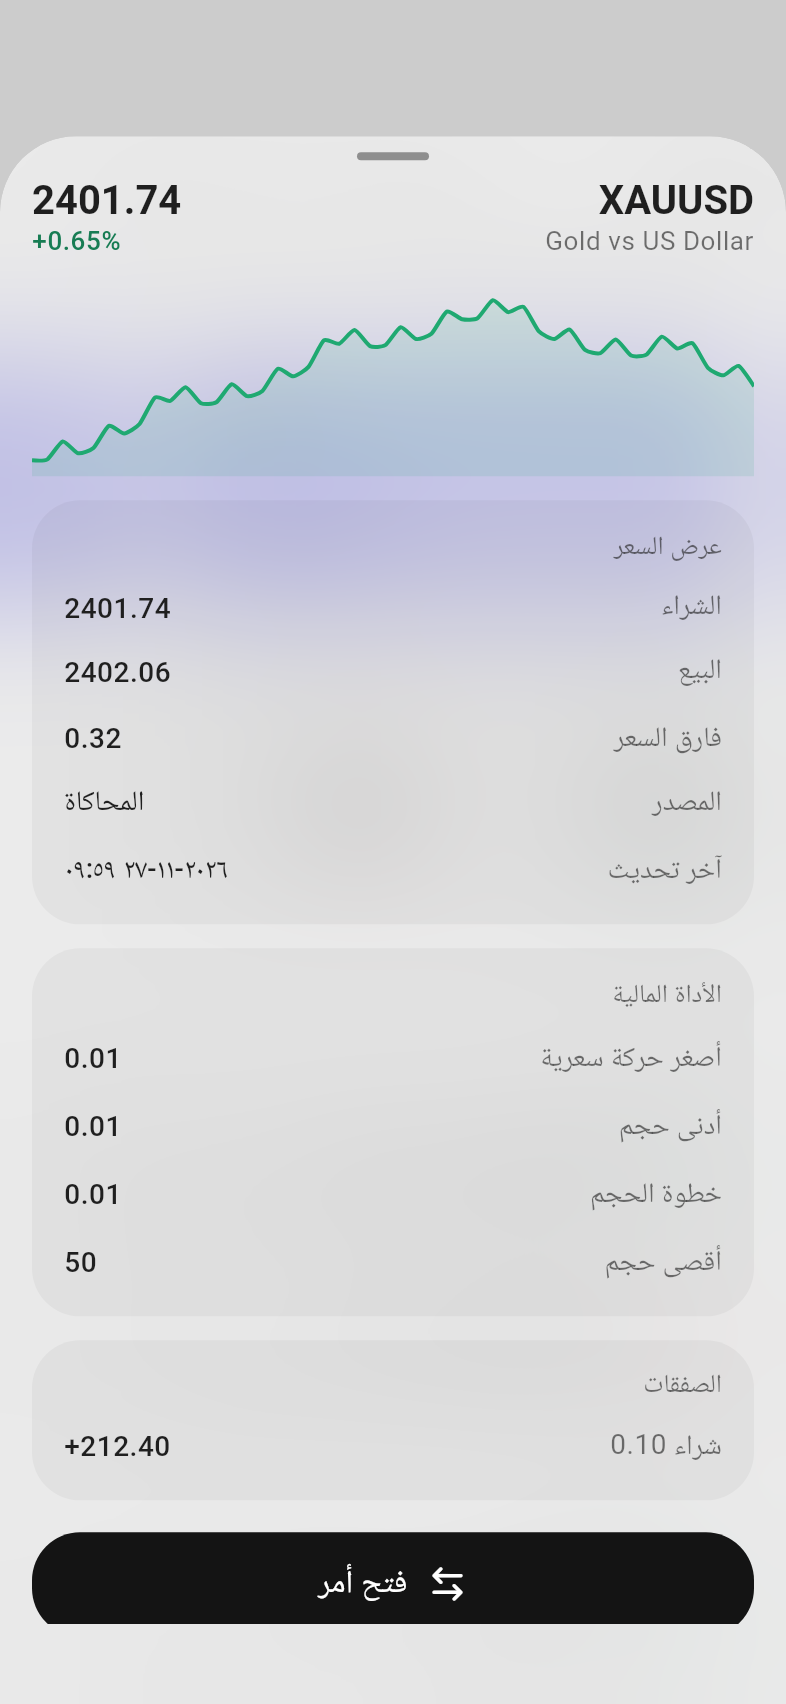 XAUUSD
2401.74
Gold vs US Dollar
+0.65%
عرض السعر
الشراء 2401.74
البيع 2402.06
فارق السعر 0.32
المصدر المحاكاة
آخر تحديث ٢٠٢٦-١١-٢٧ ٠٩:٥٩
الأداة المالية
أصغر حركة سعرية 0.01
أدنى حجم 0.01
خطوة الحجم 0.01
أقصى حجم 50
الصفقات
شراء 0.10 +212.40
فتح أمر